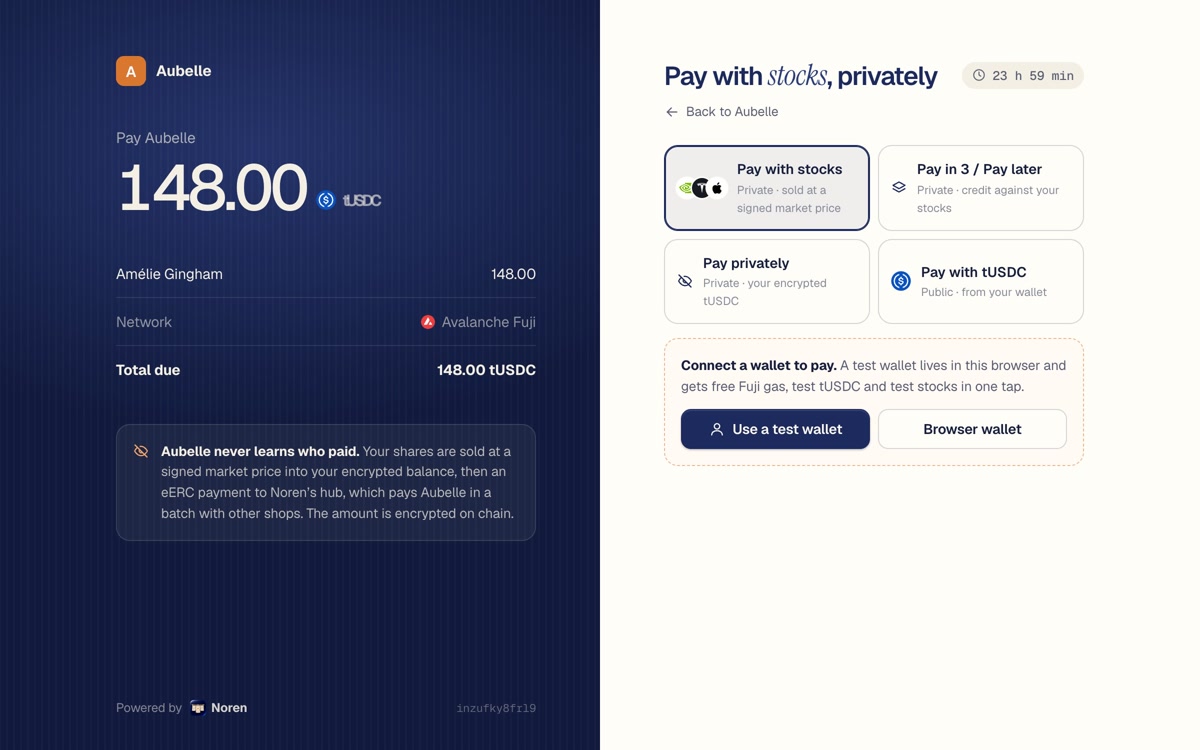 A Aubelle
Pay Aubelle
148.00 tUSDC
Amélie Gingham 148.00
Network Avalanche Fuji
Total due 148.00 tUSDC
Aubelle never learns who paid. Your shares are sold at a
signed market price into your encrypted balance, then an
eERC payment to Noren's hub, which pays Aubelle in a
batch with other shops. The amount is encrypted on chain.
Powered by Noren inzufky8frl9
Pay with stocks, privately 23 h 59 min
← Back to Aubelle
Pay with stocks
Private · sold at a
signed market price
Pay in 3 / Pay later
Private · credit against your
stocks
Pay privately
Private · your encrypted
tUSDC
Pay with tUSDC
Public · from your wallet
Connect a wallet to pay. A test wallet lives in this browser and
gets free Fuji gas, test tUSDC and test stocks in one tap.
Use a test wallet Browser wallet